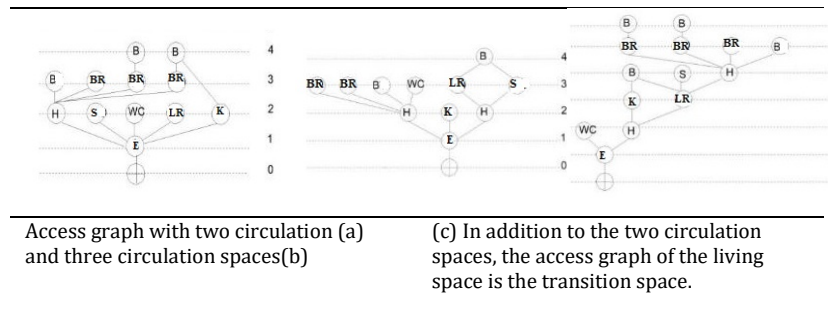 B B 4
B BR BR BR 3
H S WC LR K 2
E 1
0
B 4
BR BR B WC LR S 3
H K H 2
E 1
0
B B
BR BR BR B
B S H
K LR
WC H
E
Access graph with two circulation (a)
and three circulation spaces(b)
(c) In addition to the two circulation
spaces, the access graph of the living
space is the transition space.